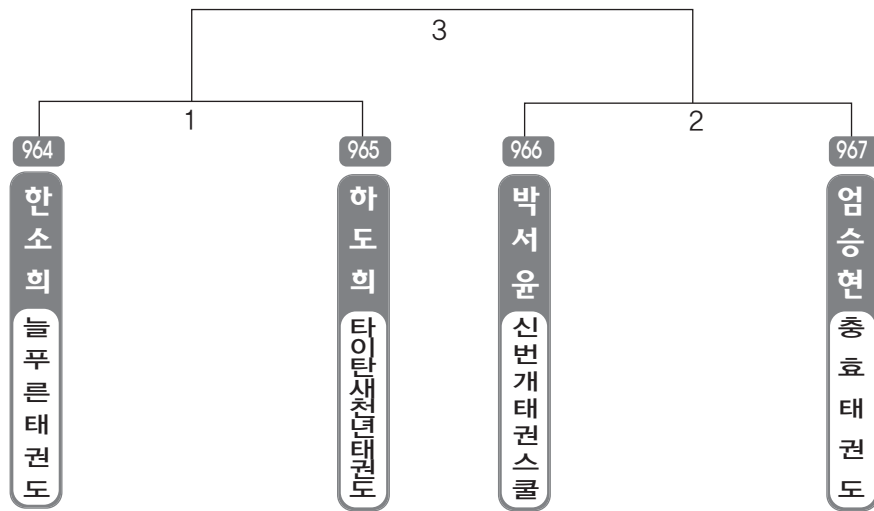 3
1
2
964
965
966
967
한소희
하도희
박서윤
엄승현
늘푸른태권도
타이탄새천년태권도
신번개태권스쿨
충효태권도